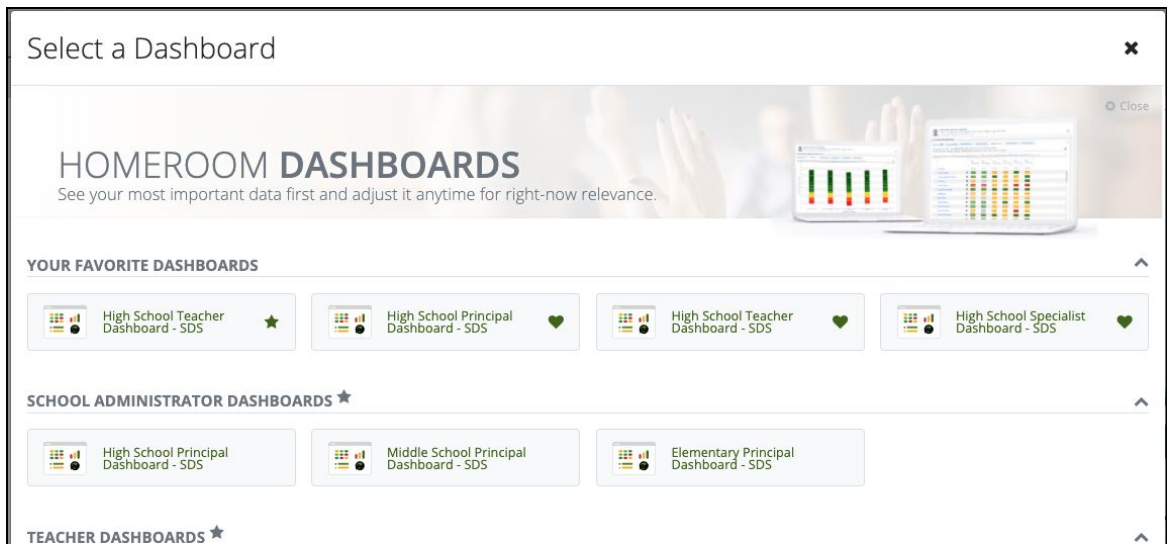 Select a Dashboard
Close
HOMEROOM DASHBOARDS
See your most important data first and adjust it anytime for right-now relevance.
YOUR FAVORITE DASHBOARDS
High School Teacher
Dashboard - SDS
High School Principal
Dashboard - SDS
High School Teacher
Dashboard - SDS
High School Specialist
Dashboard - SDS
SCHOOL ADMINISTRATOR DASHBOARDS
High School Principal
Dashboard - SDS
Middle School Principal
Dashboard - SDS
Elementary Principal
Dashboard - SDS
TEACHER DASHBOARDS